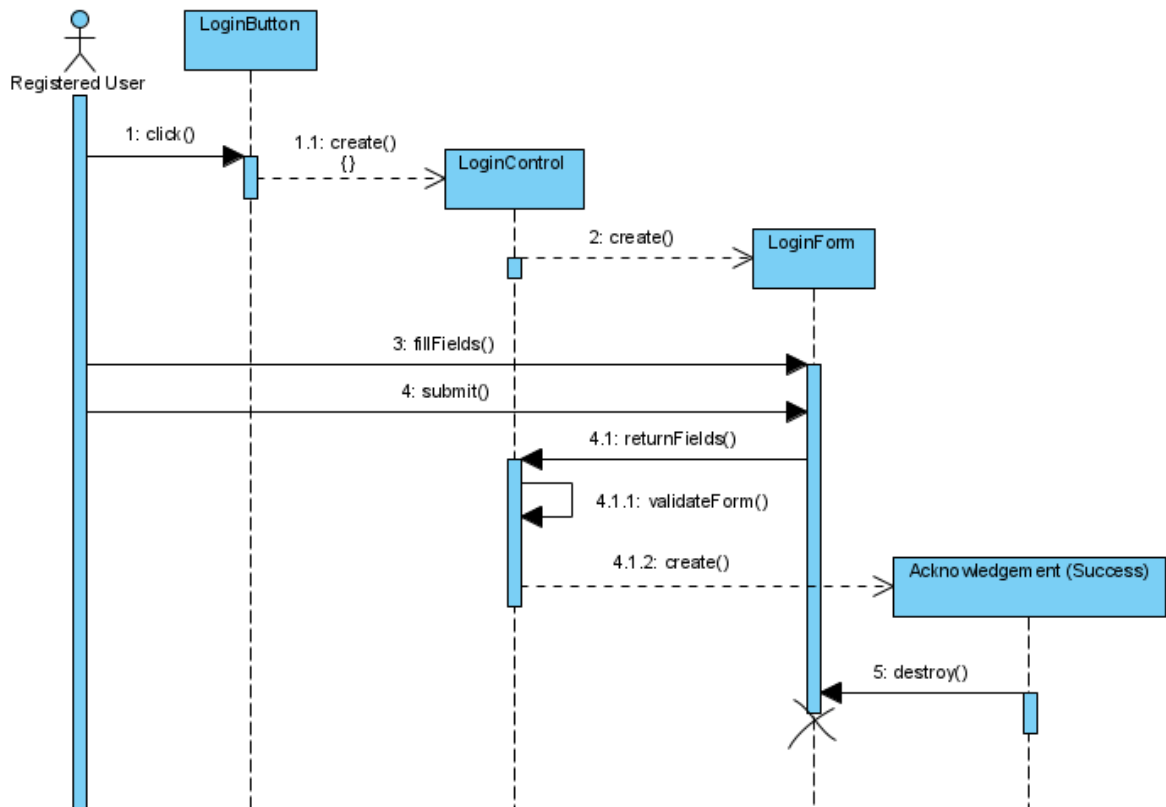 LoginButton
Registered User
1: click()
1.1: create()
{}
LoginControl
2: create()
LoginForm
3: fillFields()
4: submit()
4.1: returnFields()
4.1.1: validateForm()
4.1.2: create()
Acknowledgement (Success)
5: destroy()